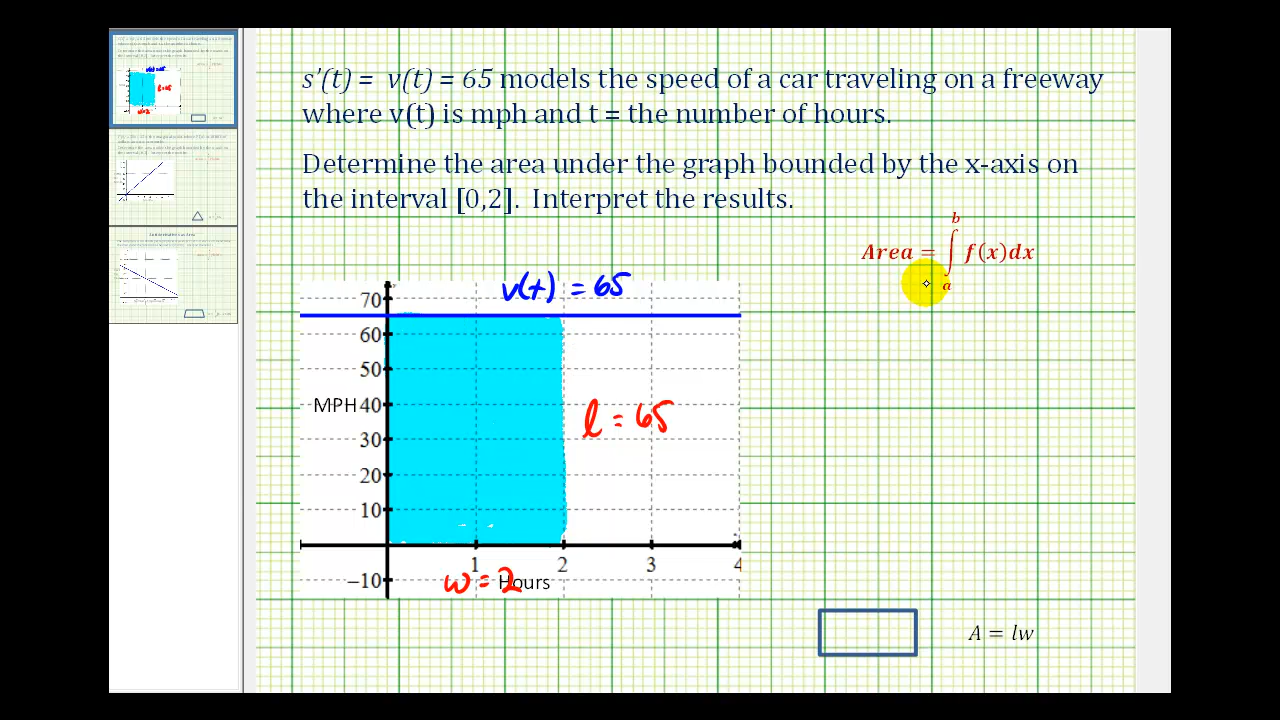 s'(t) = v(t) = 65 models the speed of a car traveling on a freeway
where v(t) is mph and t = the number of hours.
Determine the area under the graph bounded by the x-axis on
the interval [0,2]. Interpret the results.
b
Area = ∫ f(x)dx
a
v(t) = 65
70
60
50
MPH 40
30
20
10
-10
l = 65
1 2 3 4
w = 2 Hours
A = lw